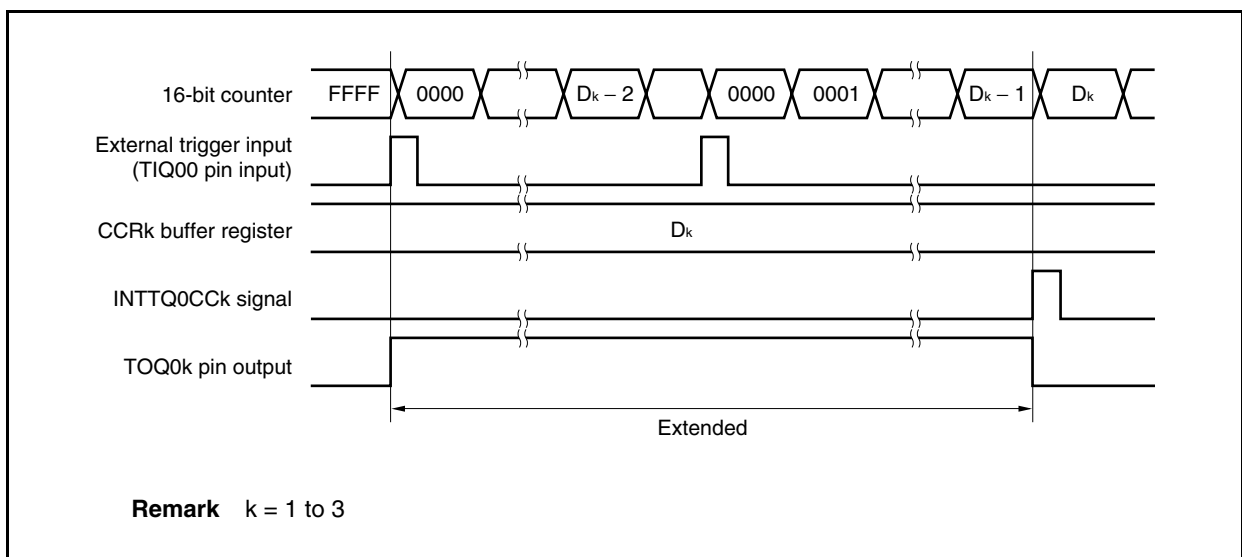 16-bit counter FFFF 0000 Dk − 2 0000 0001 Dk − 1 Dk
External trigger input
(TIQ00 pin input)
CCRk buffer register Dk
INTTQ0CCk signal
TOQ0k pin output
Extended
Remark k = 1 to 3